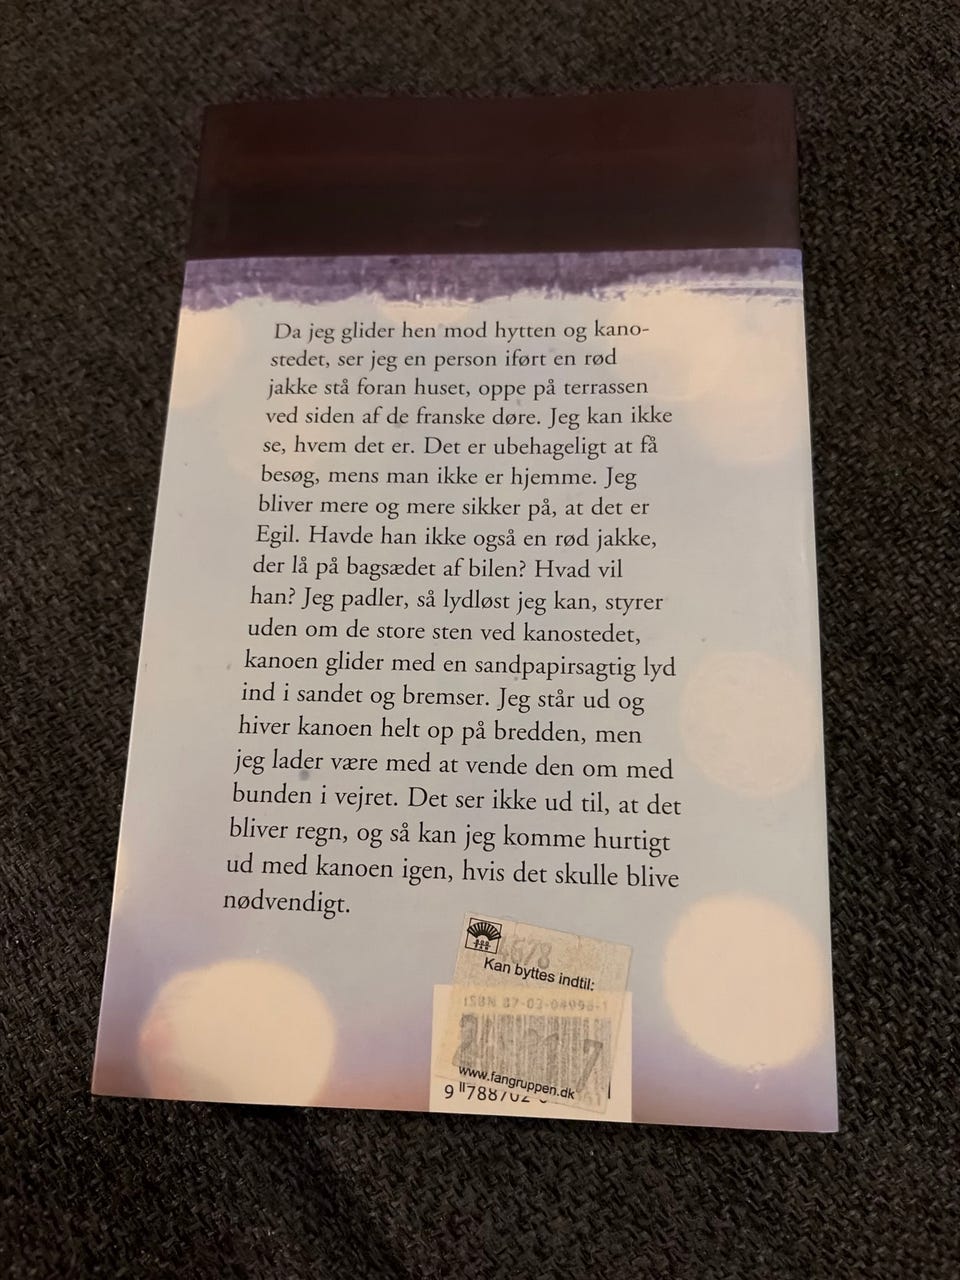 Da jeg glider hen mod hytten og kano-
stedet, ser jeg en person iført en rød
jakke stå foran huset, oppe på terrassen
ved siden af de franske døre. Jeg kan ikke
se, hvem det er. Det er ubehageligt at få
besøg, mens man ikke er hjemme. Jeg
bliver mere og mere sikker på, at det er
Egil. Havde han ikke også en rød jakke,
der lå på bagsædet af bilen? Hvad vil
han? Jeg padler, så lydløst jeg kan, styrer
uden om de store sten ved kanostedet,
kanoen glider med en sandpapirsagtig lyd
ind i sandet og bremser. Jeg står ud og
hiver kanoen helt op på bredden, men
jeg lader være med at vende den om med
bunden i vejret. Det ser ikke ud til, at det
bliver regn, og så kan jeg komme hurtigt
ud med kanoen igen, hvis det skulle blive
nødvendigt.
Kan byttes indtil:
ISBN
www.fangruppen.dk
9 788702